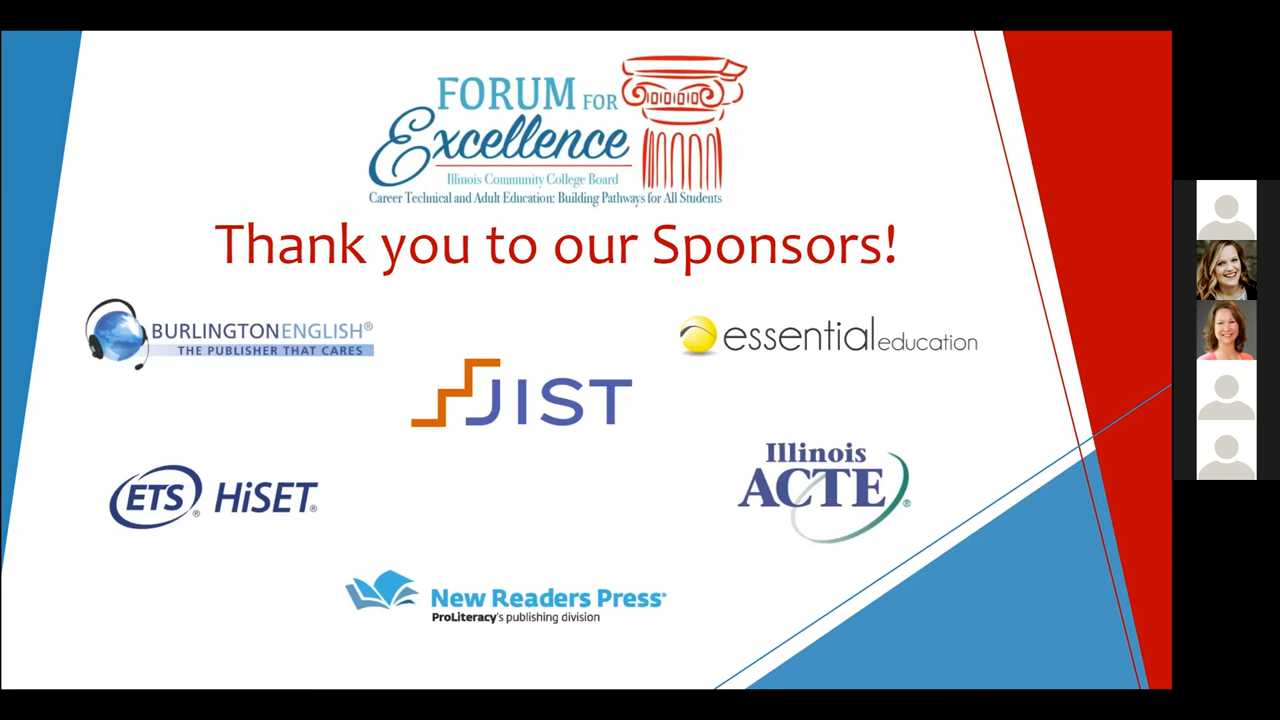 FORUM FOR
Excellence
Illinois Community College Board
Career Technical and Adult Education: Building Pathways for All Students
Thank you to our Sponsors!
BURLINGTONENGLISH®
THE PUBLISHER THAT CARES
essentialeducation
JIST
ETS® HiSET®
Illinois
ACTE®
New Readers Press®
ProLiteracy's publishing division